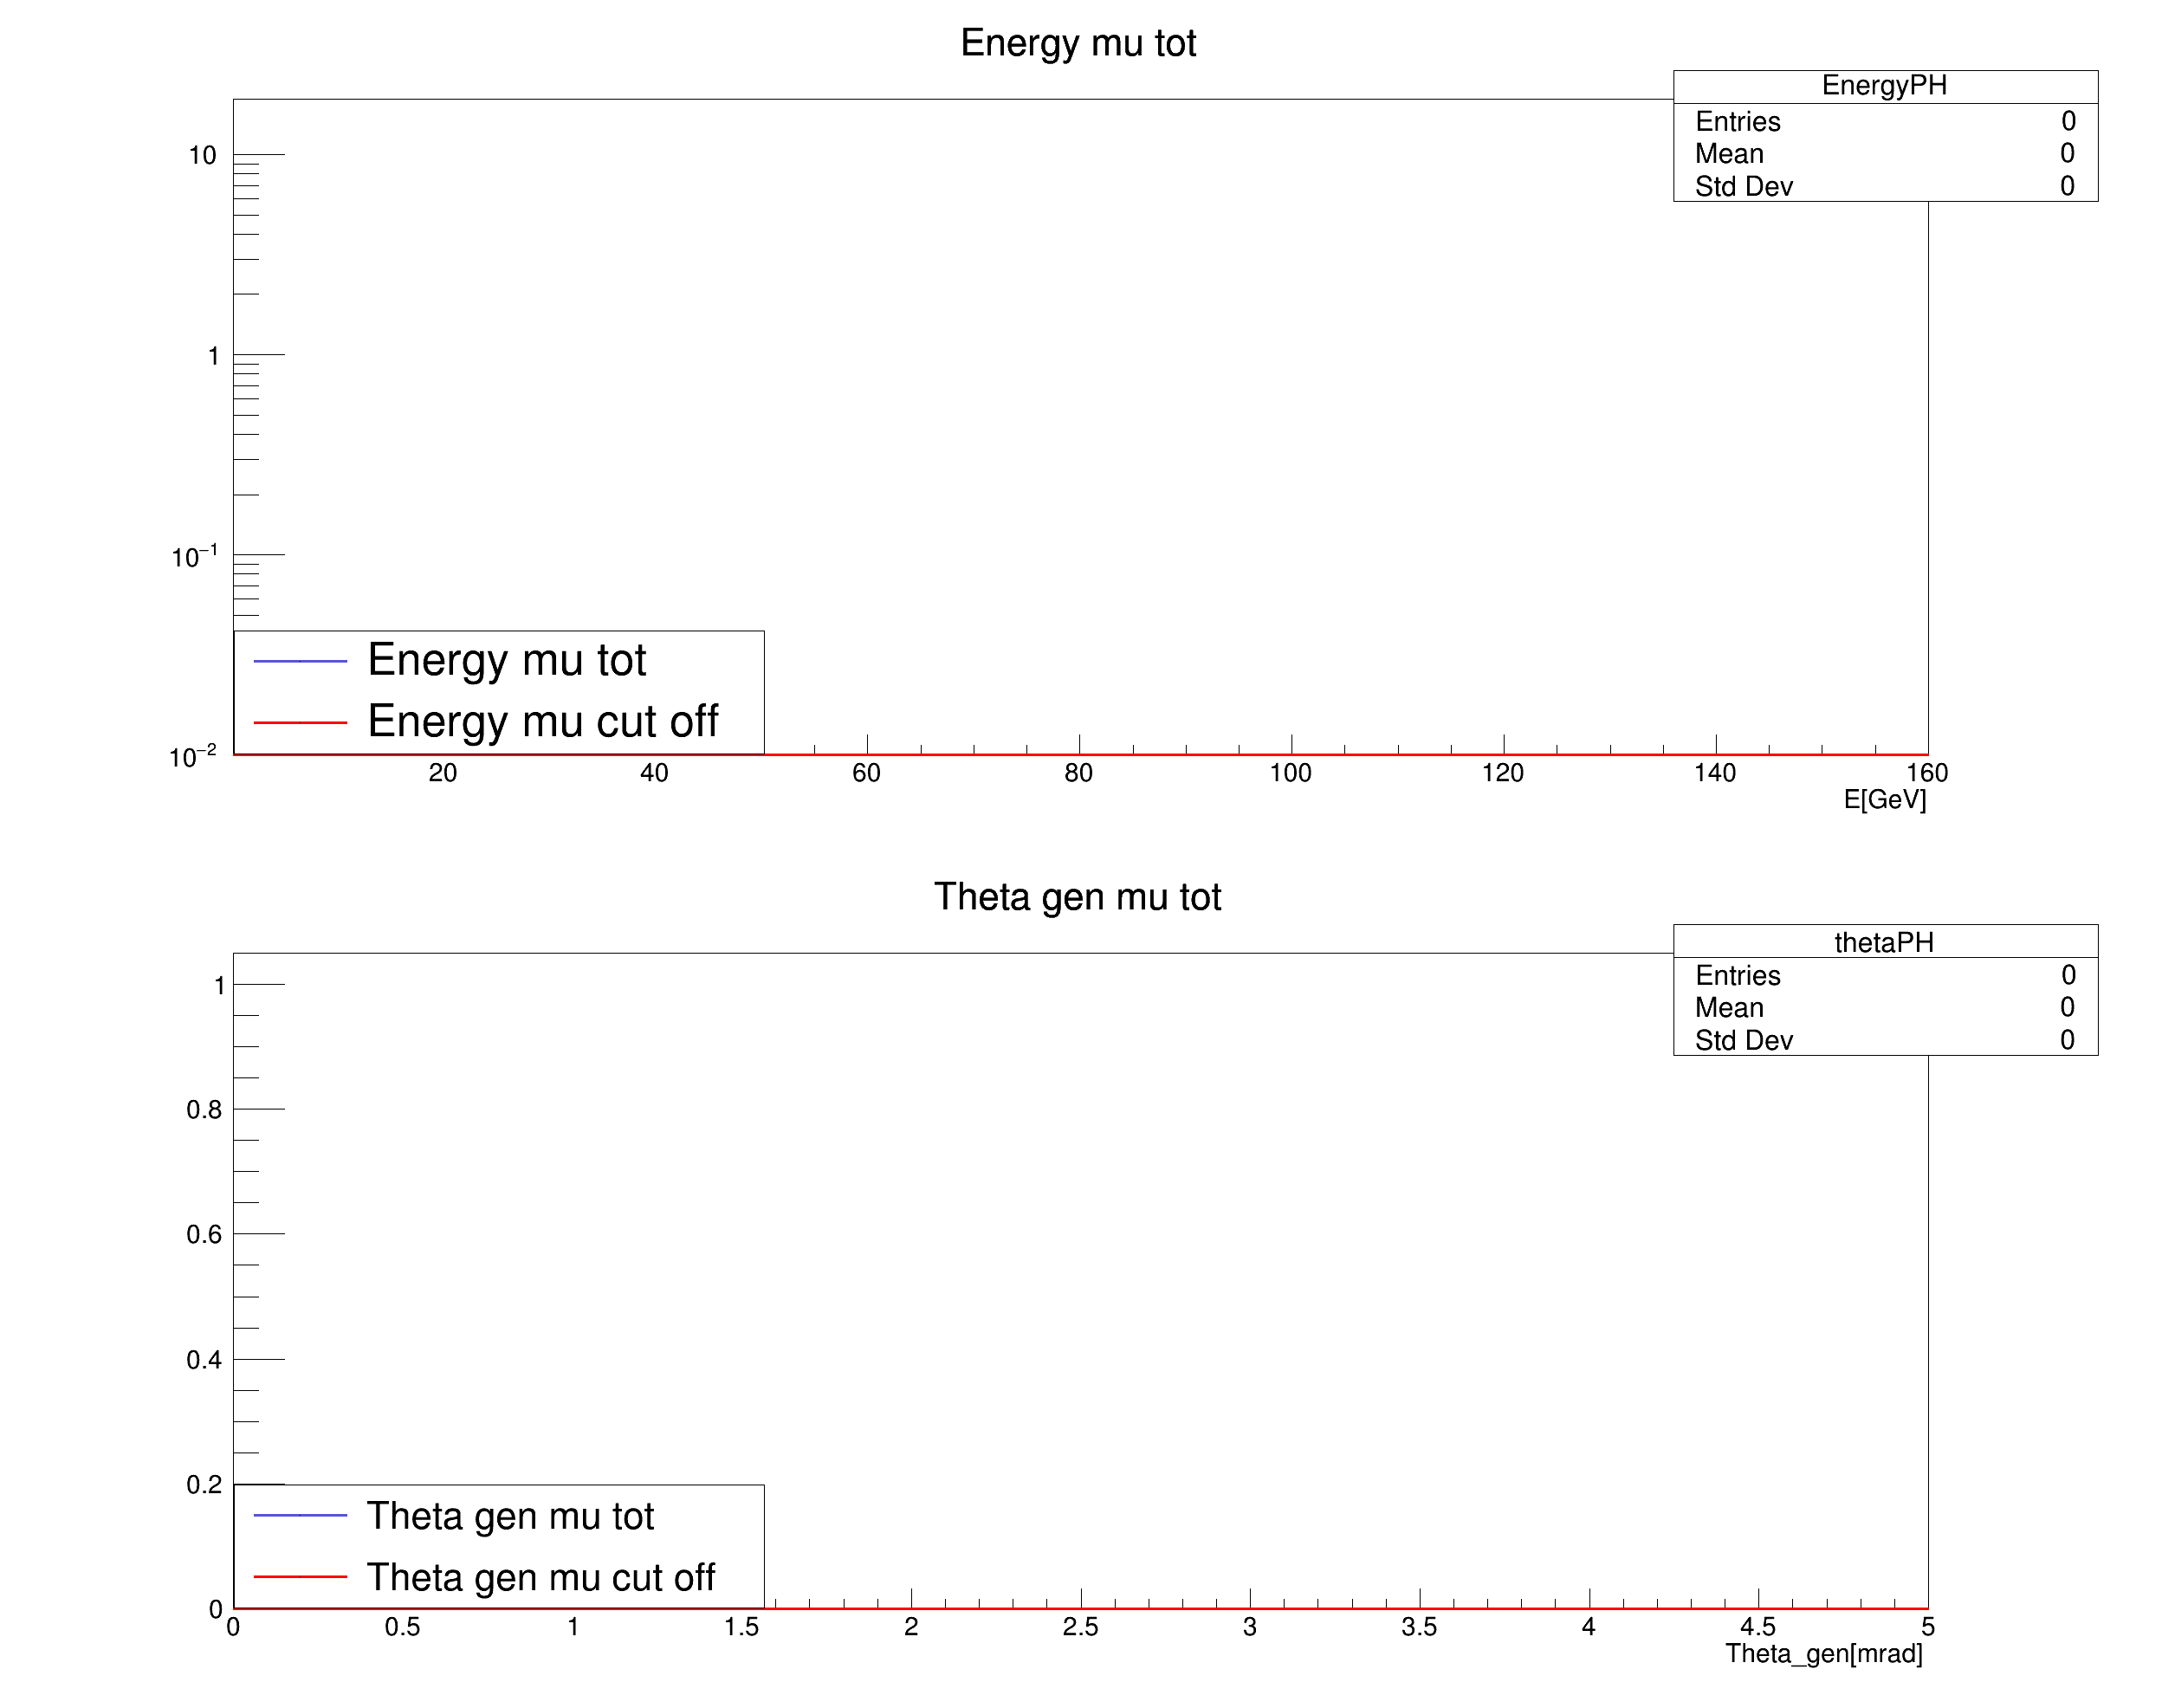 Energy mu tot
EnergyPH
Entries 0
Mean 0
Std Dev 0
10
1
10⁻¹
10⁻²
Energy mu tot
Energy mu cut off
20 40 60 80 100 120 140 160
E[GeV]
Theta gen mu tot
thetaPH
Entries 0
Mean 0
Std Dev 0
1
0.8
0.6
0.4
0.2
0
Theta gen mu tot
Theta gen mu cut off
0 0.5 1 1.5 2 2.5 3 3.5 4 4.5 5
Theta_gen[mrad]